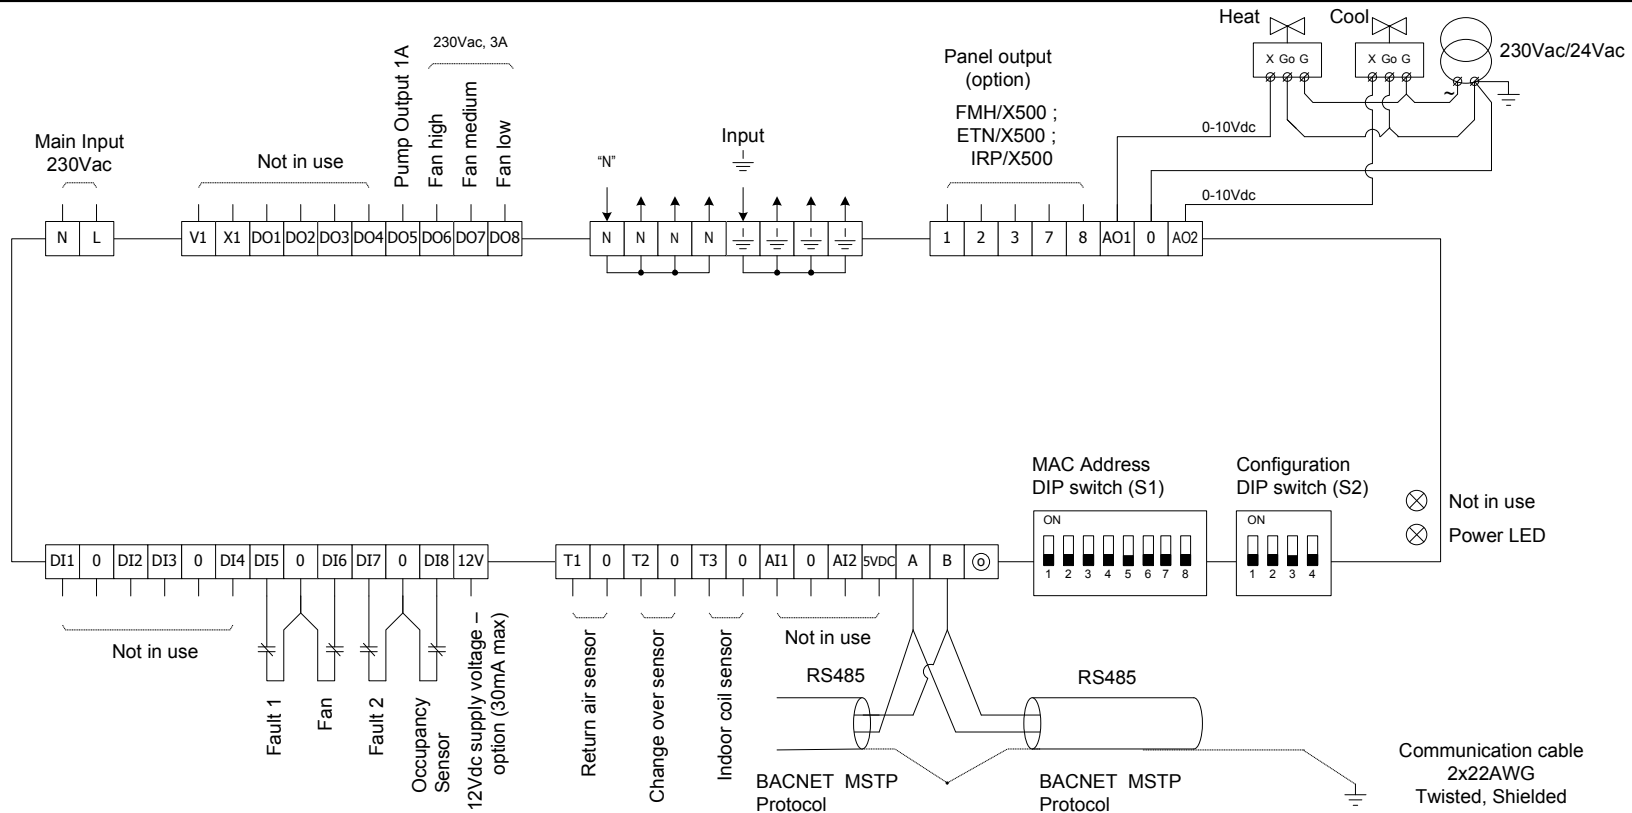 Heat
Cool
X Go G
X Go G
230Vac/24Vac
~
0-10Vdc
0-10Vdc
Main Input
230Vac
Not in use
Pump Output 1A
230Vac, 3A
Fan high
Fan medium
Fan low
"N"
Input
Panel output
(option)
FMH/X500 ;
ETN/X500 ;
IRP/X500
N L
V1 X1 DO1 DO2 DO3 DO4 DO5 DO6 DO7 DO8
N N N N
1 2 3 7 8 AO1 0 AO2
MAC Address
DIP switch (S1)
ON
1 2 3 4 5 6 7 8
Configuration
DIP switch (S2)
ON
1 2 3 4
Not in use
Power LED
DI1 0 DI2 DI3 0 DI4 DI5 0 DI6 DI7 0 DI8 12V
T1 0 T2 0 T3 0 AI1 0 AI2 5VDC A B
Not in use
Fault 1
Fan
Fault 2
Occupancy
Sensor
12Vdc supply voltage –
option (30mA max)
Return air sensor
Change over sensor
Indoor coil sensor
Not in use
RS485
RS485
BACNET MSTP
Protocol
BACNET MSTP
Protocol
Communication cable
2x22AWG
Twisted, Shielded